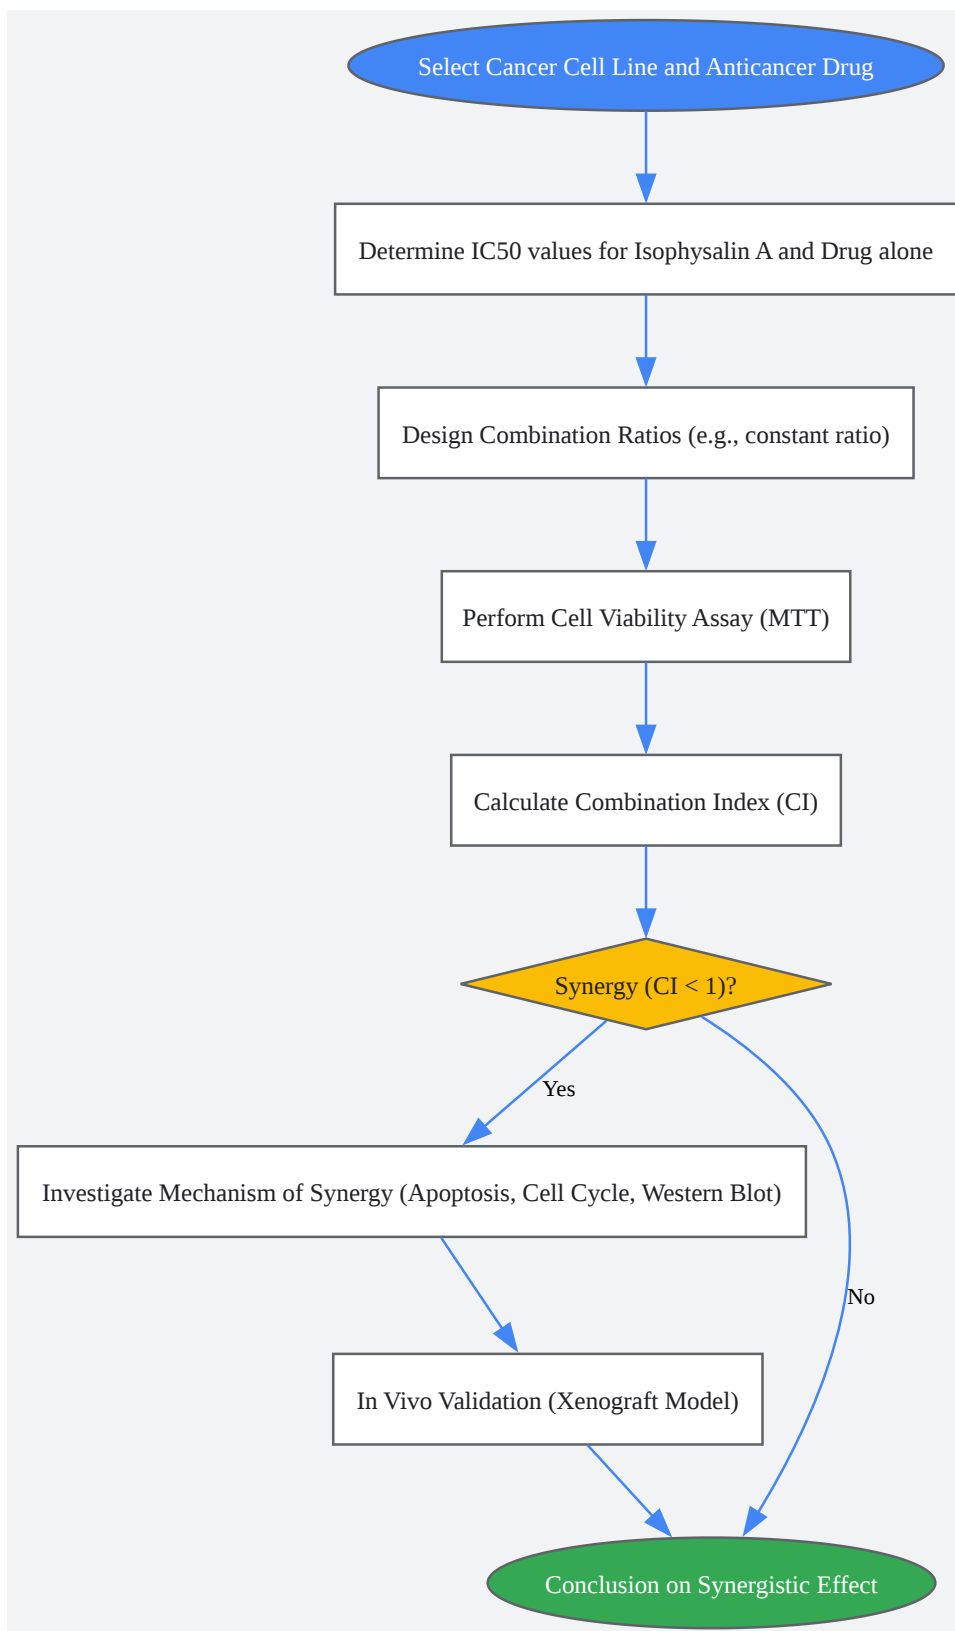 Select Cancer Cell Line and Anticancer Drug
Determine IC50 values for Isophysalin A and Drug alone
Design Combination Ratios (e.g., constant ratio)
Perform Cell Viability Assay (MTT)
Calculate Combination Index (CI)
Synergy (CI < 1)?
Yes
Investigate Mechanism of Synergy (Apoptosis, Cell Cycle, Western Blot)
No
In Vivo Validation (Xenograft Model)
Conclusion on Synergistic Effect